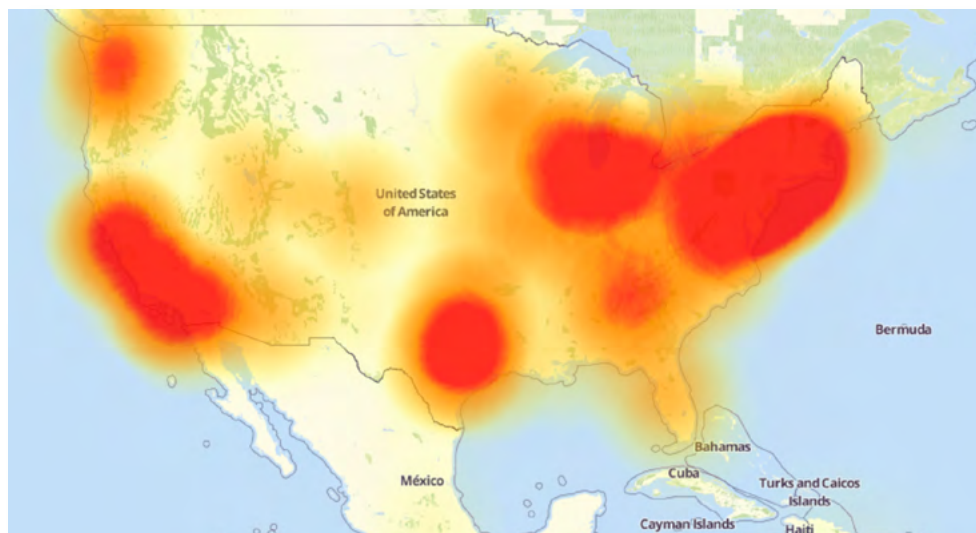 United States
of America
Bermuda
Bahamas
México
Cuba
Turks and Caicos
Islands
Cayman Islands
Haiti